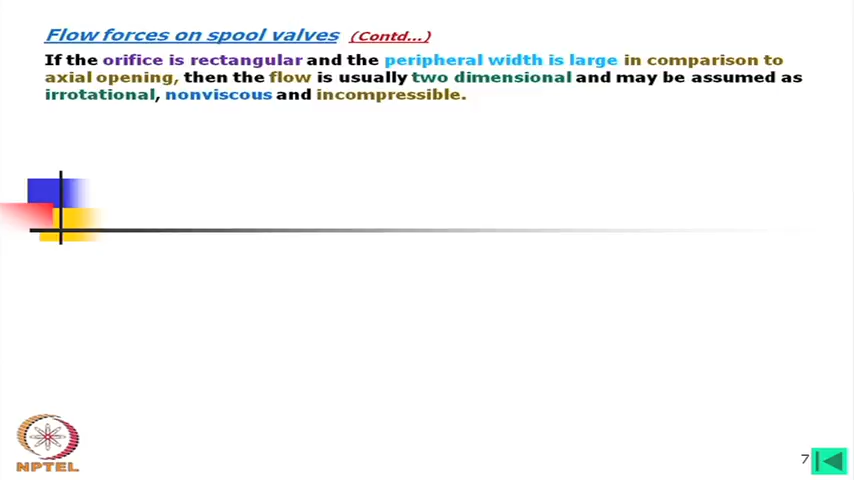 Flow forces on spool valves (Contd...)
If the orifice is rectangular and the peripheral width is large in comparison to
axial opening, then the flow is usually two dimensional and may be assumed as
irrotational, nonviscous and incompressible.
NPTEL
7